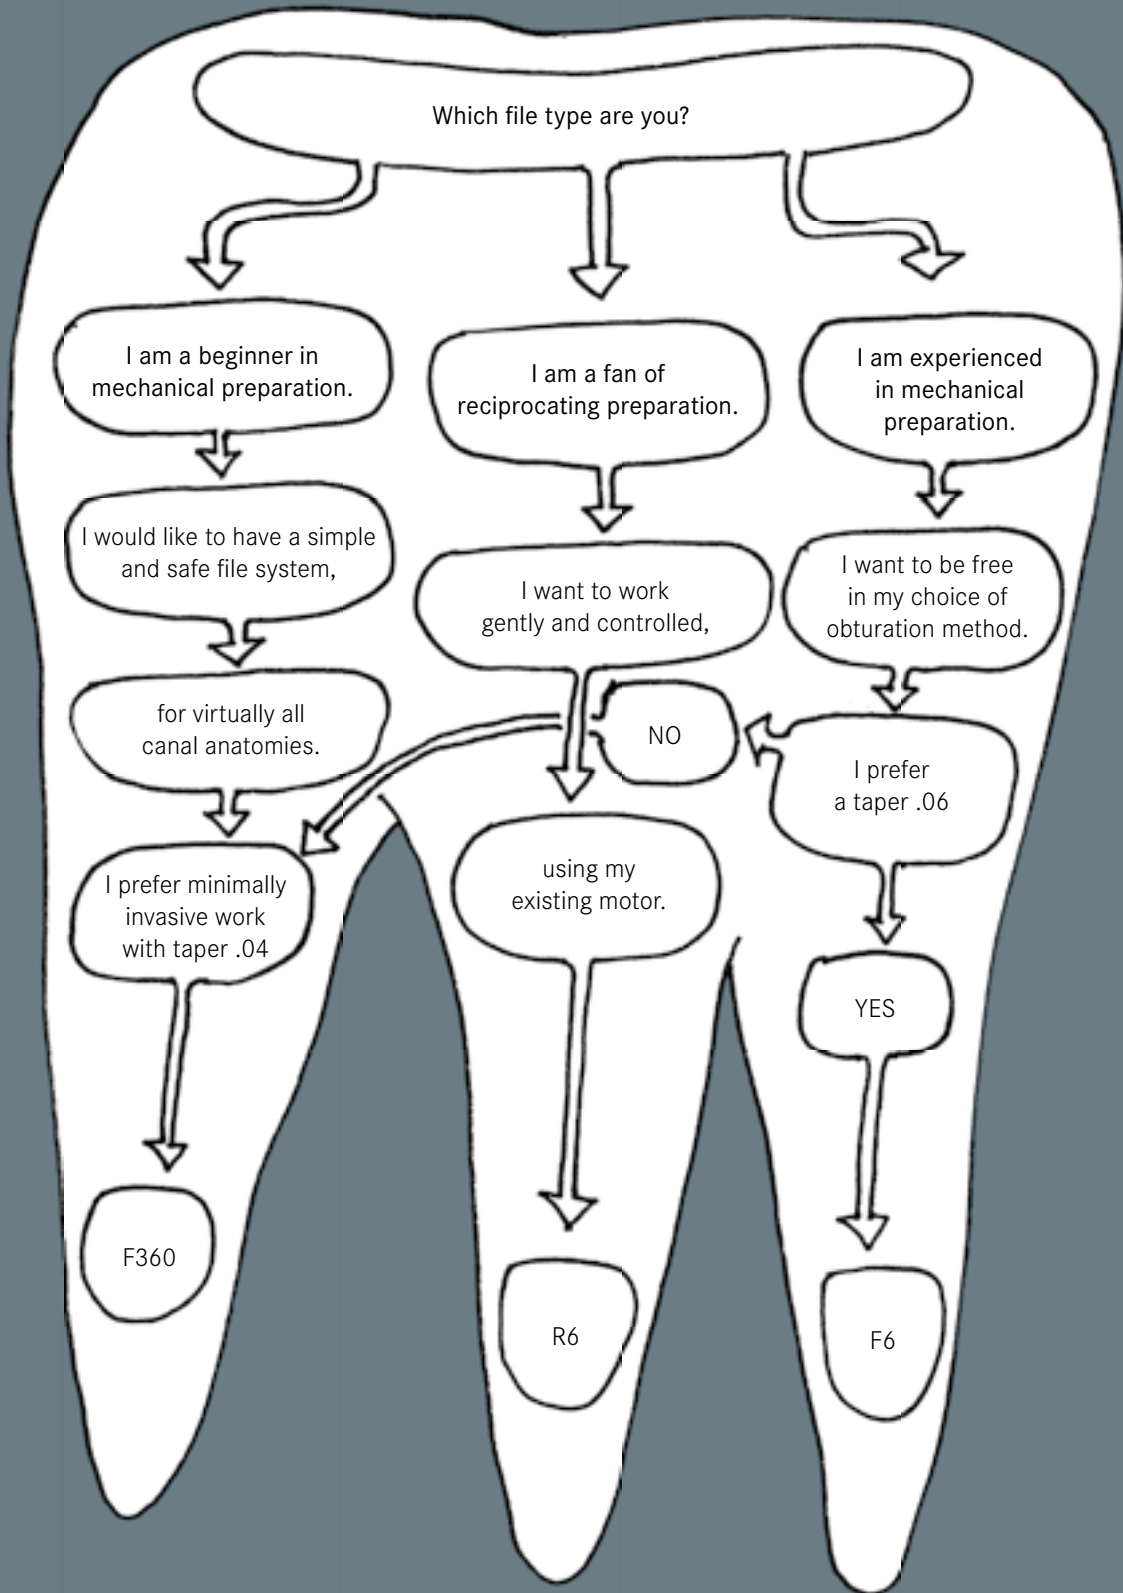 Which file type are you?
I am a beginner in
mechanical preparation.
I would like to have a simple
and safe file system,
for virtually all
canal anatomies.
I prefer minimally
invasive work
with taper .04
F360
I am a fan of
reciprocating preparation.
I want to work
gently and controlled,
using my
existing motor.
R6
I am experienced
in mechanical
preparation.
I want to be free
in my choice of
obturation method.
I prefer
a taper .06
NO
YES
F6